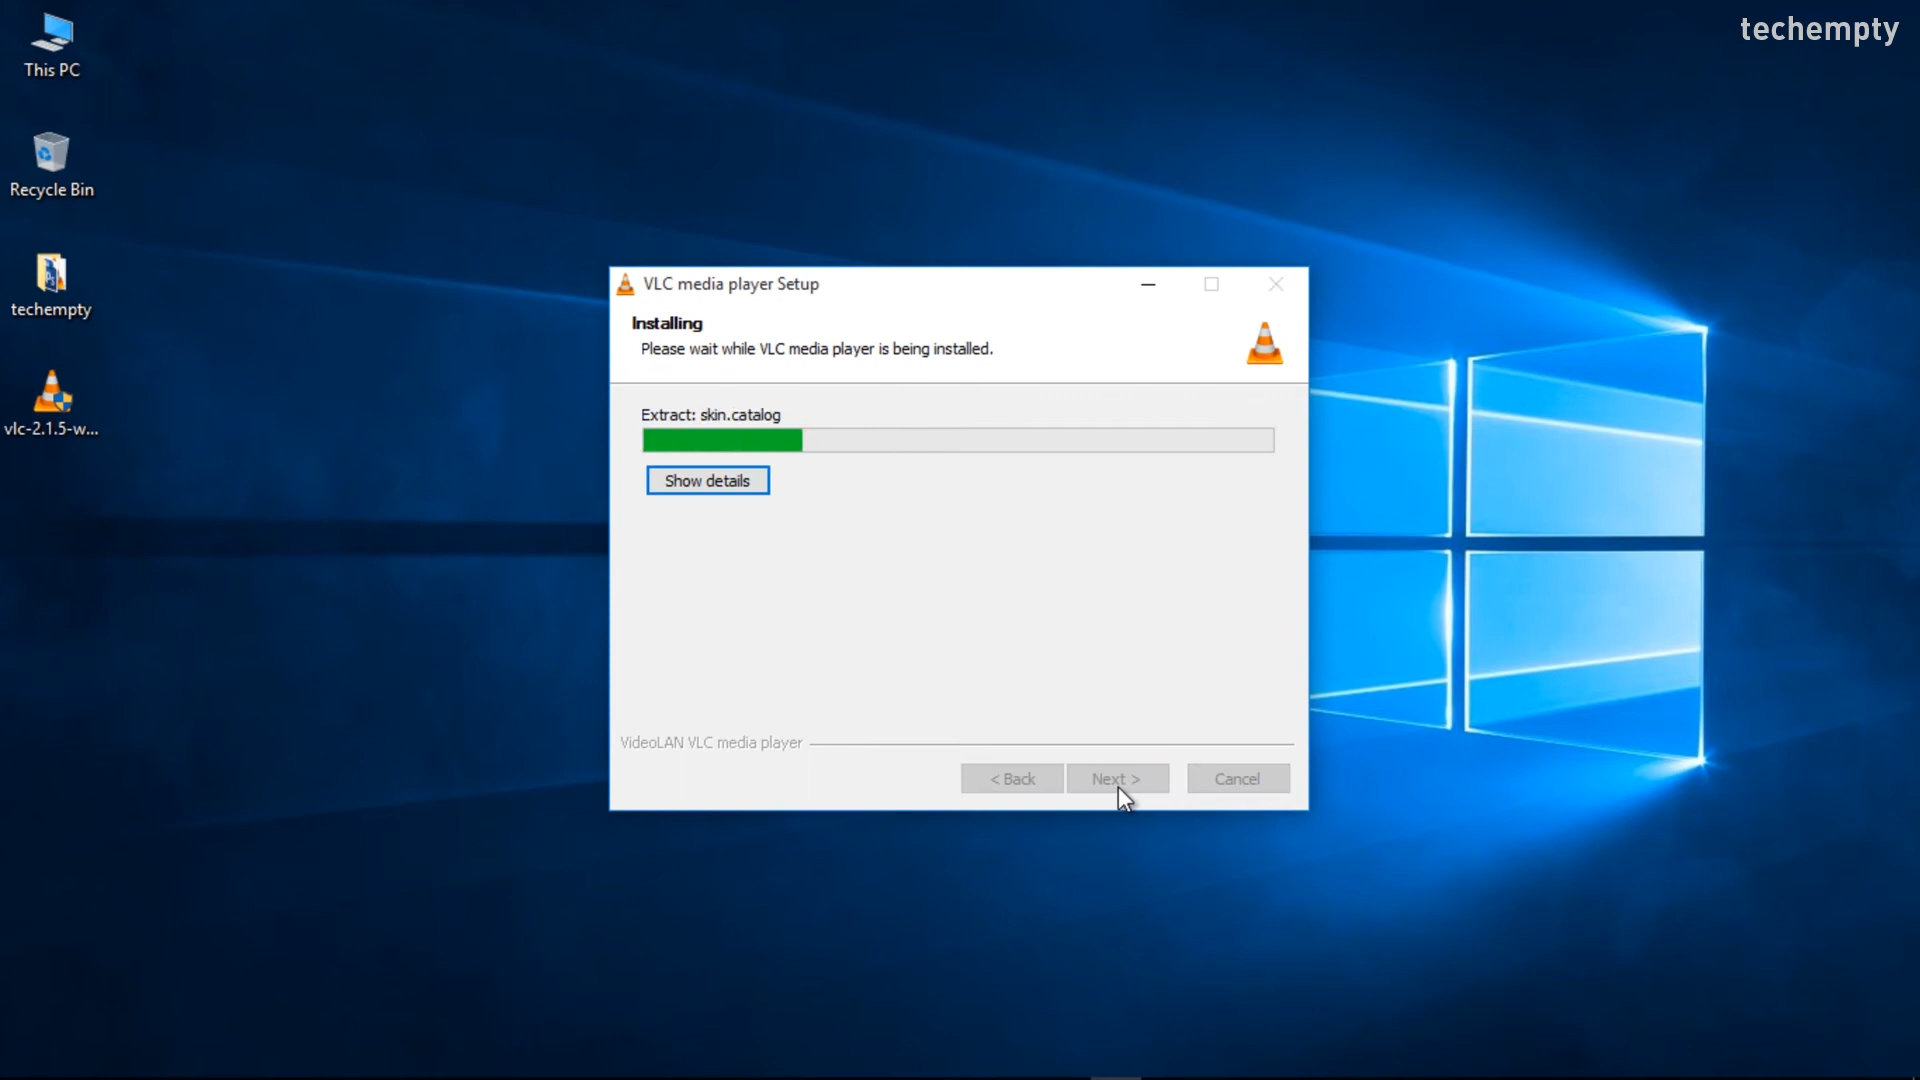 techempty
This PC
Recycle Bin
techempty
vlc-2.1.5-w...
VLC media player Setup
Installing
Please wait while VLC media player is being installed.
Extract: skin.catalog
Show details
VideoLAN VLC media player
< Back
Next >
Cancel